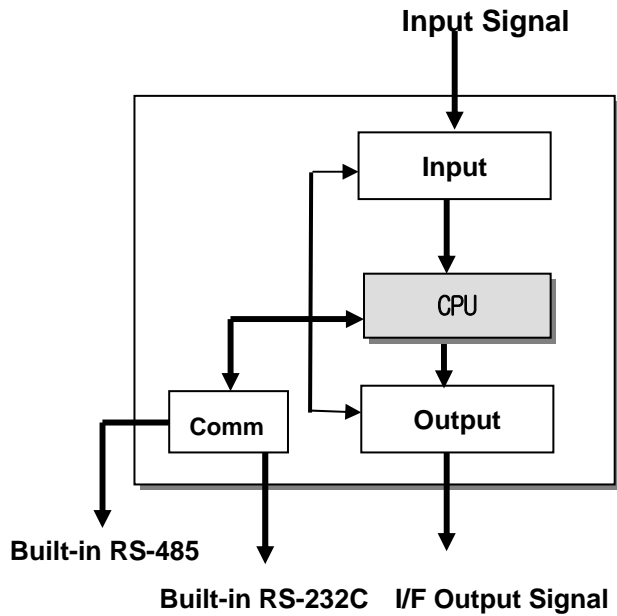 Input Signal
Input
CPU
Comm
Output
Built-in RS-485
Built-in RS-232C
I/F Output Signal